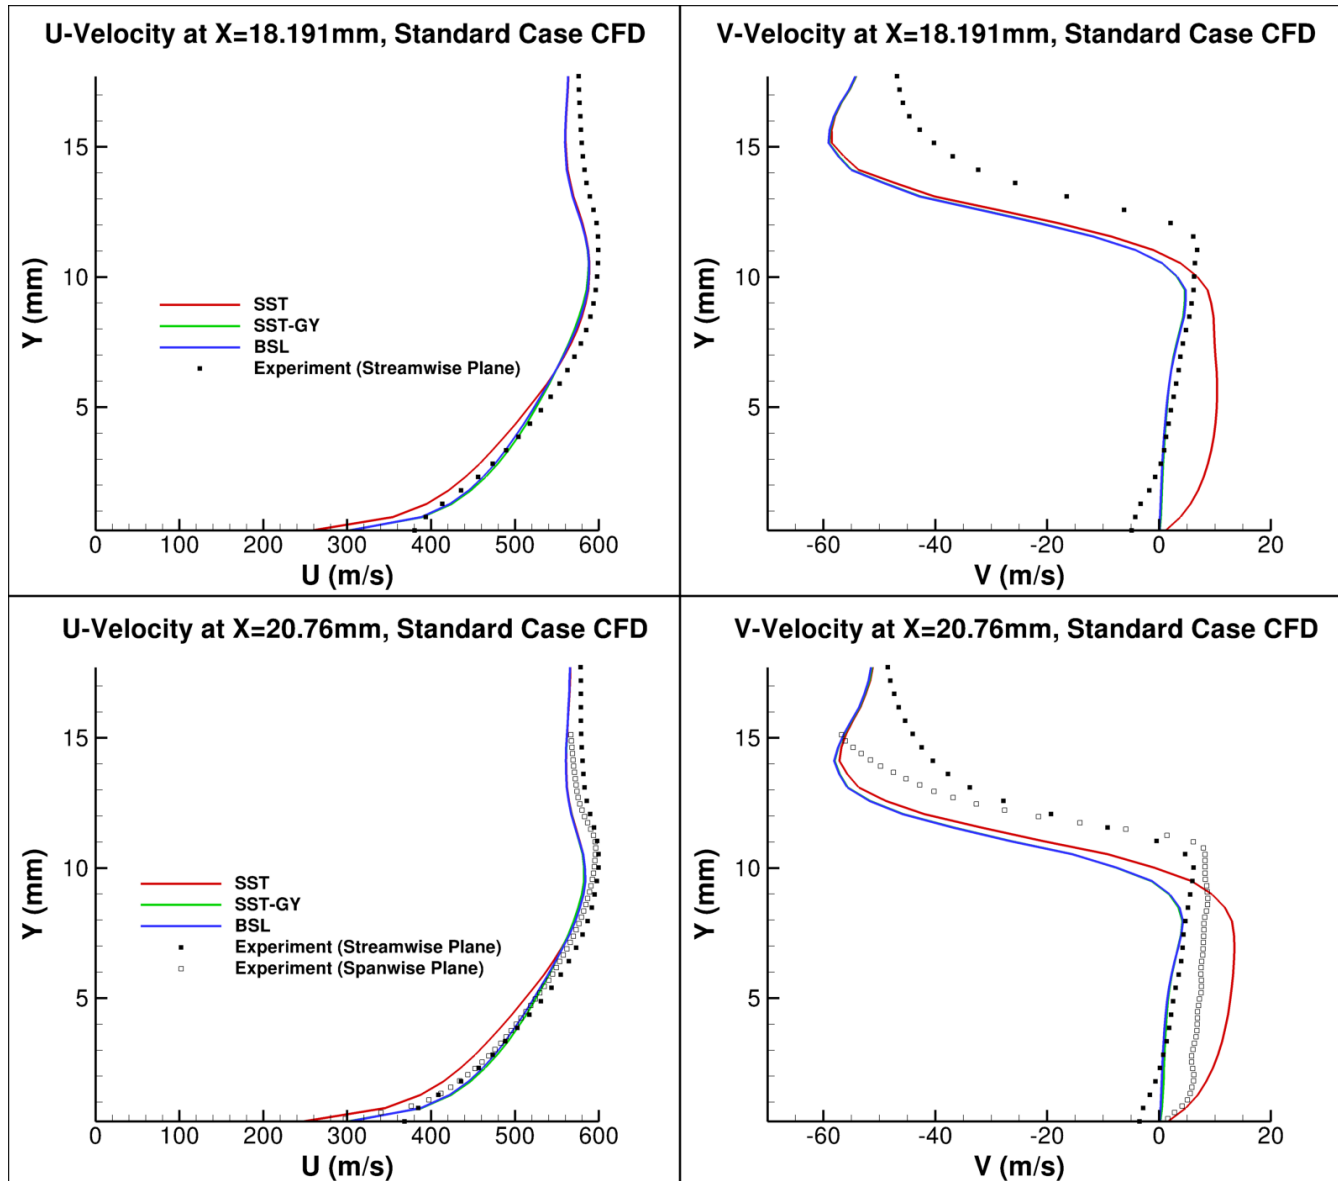 U-Velocity at X=18.191mm, Standard Case CFD
15
10
5
Y (mm)
SST
SST-GY
BSL
Experiment (Streamwise Plane)
0 100 200 300 400 500 600
U (m/s)
V-Velocity at X=18.191mm, Standard Case CFD
15
10
5
Y (mm)
-60 -40 -20 0 20
V (m/s)
U-Velocity at X=20.76mm, Standard Case CFD
15
10
5
Y (mm)
SST
SST-GY
BSL
Experiment (Streamwise Plane)
Experiment (Spanwise Plane)
0 100 200 300 400 500 600
U (m/s)
V-Velocity at X=20.76mm, Standard Case CFD
15
10
5
Y (mm)
-60 -40 -20 0 20
V (m/s)